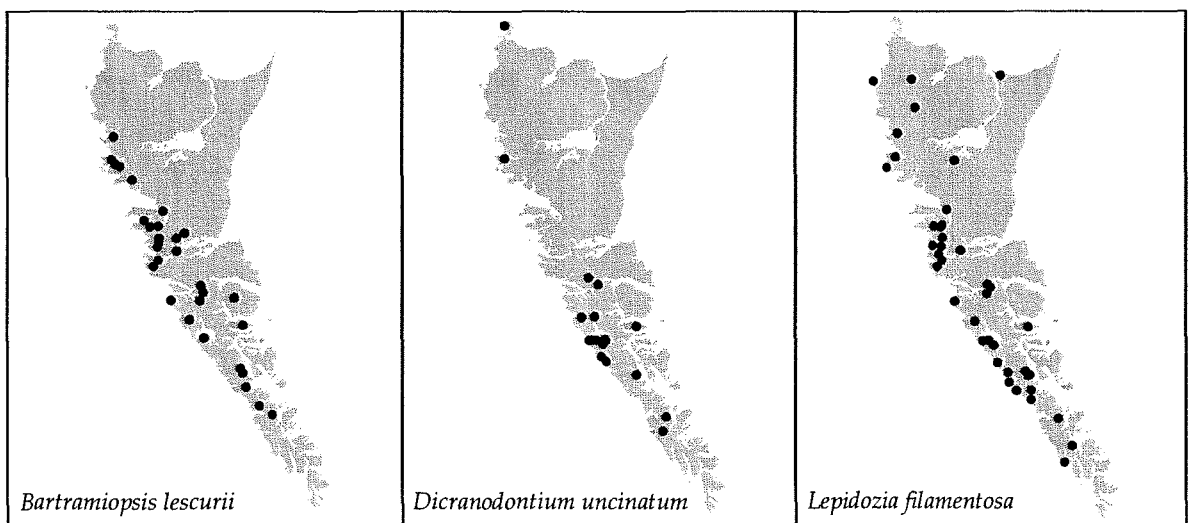 Bartramiopsis lescurii
Dicranodontium uncinatum
Lepidozia filamentosa